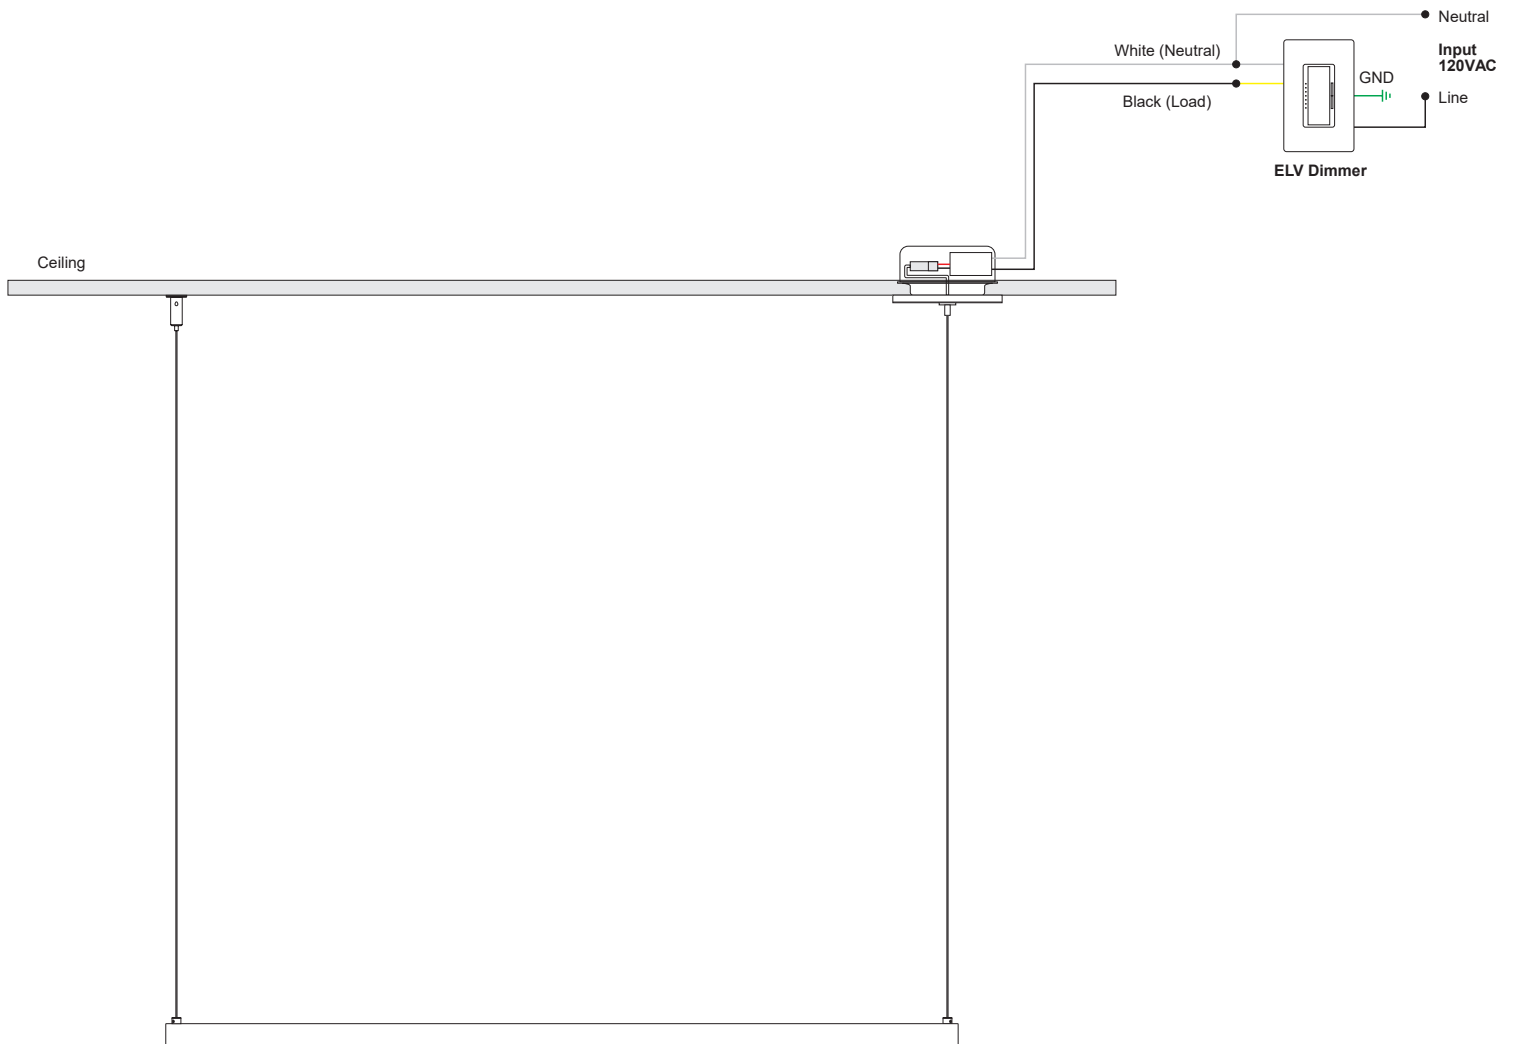 Neutral
White (Neutral)
Input
120VAC
GND
Line
Black (Load)
ELV Dimmer
Ceiling